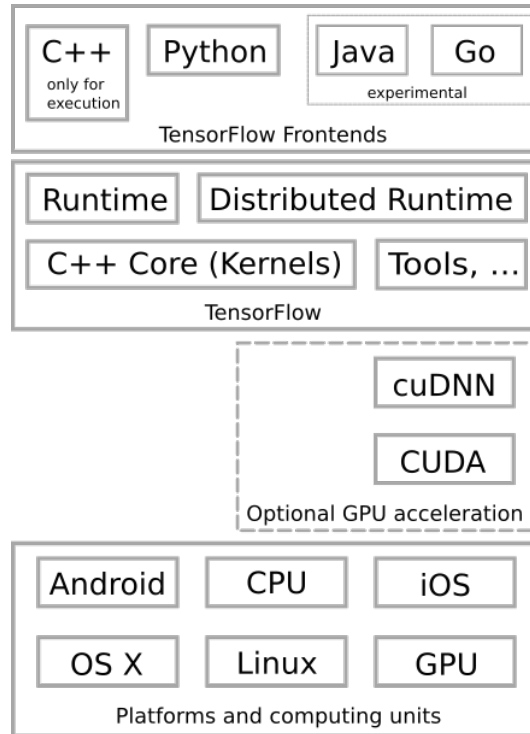 C++
only for
execution
Python
Java
Go
experimental
TensorFlow Frontends
Runtime
Distributed Runtime
C++ Core (Kernels)
Tools, ...
TensorFlow
cuDNN
CUDA
Optional GPU acceleration
Android
CPU
iOS
OS X
Linux
GPU
Platforms and computing units